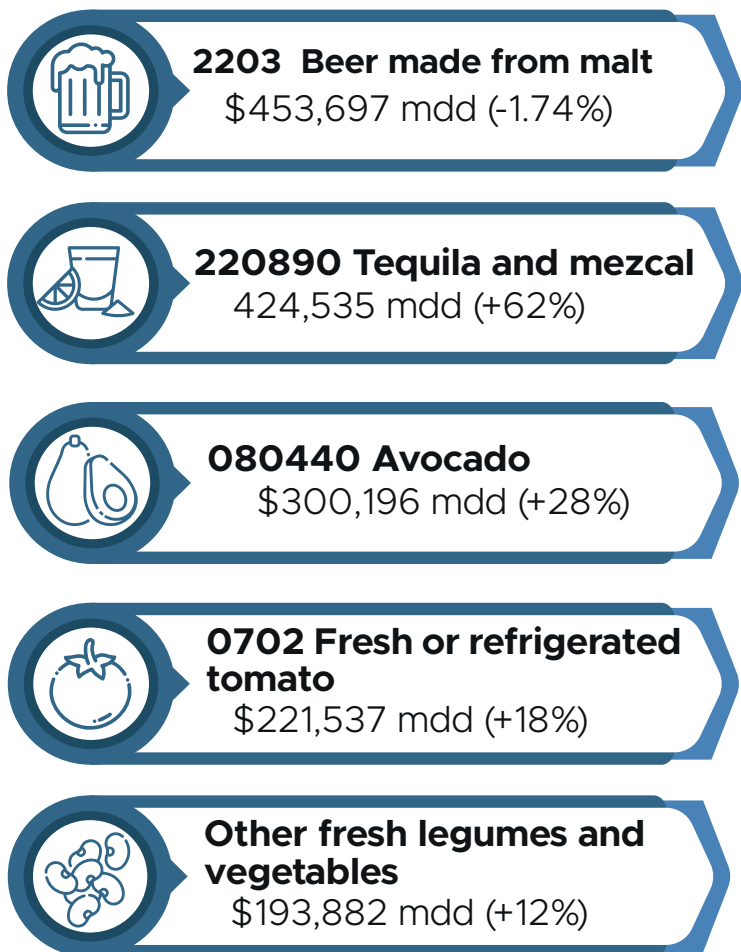 2203 Beer made from malt
$453,697 mdd (-1.74%)
220890 Tequila and mezcal
424,535 mdd (+62%)
080440 Avocado
$300,196 mdd (+28%)
0702 Fresh or refrigerated
tomato
$221,537 mdd (+18%)
Other fresh legumes and
vegetables
$193,882 mdd (+12%)